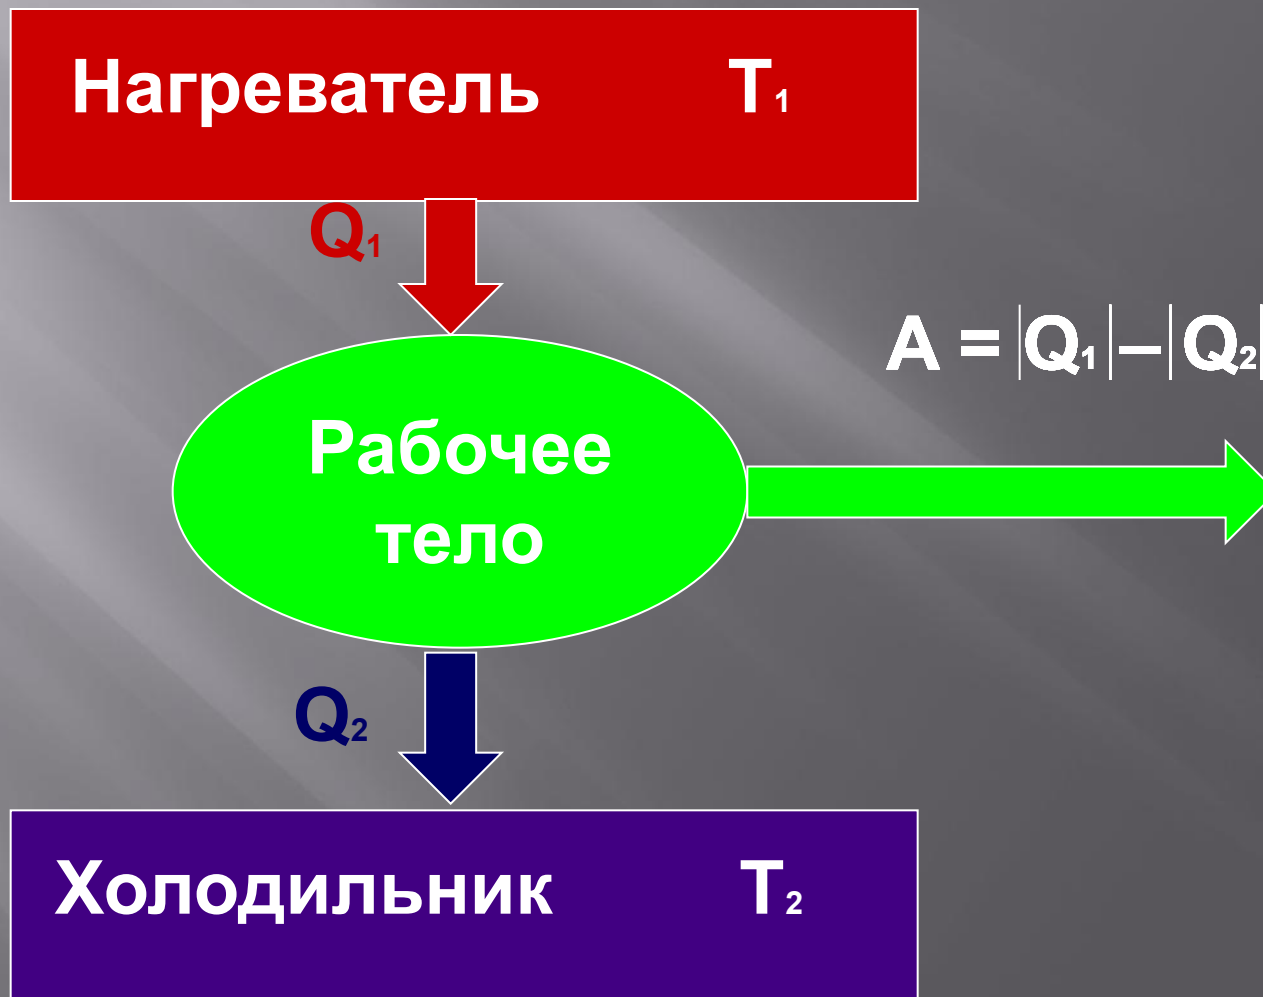 Нагреватель T₁
Q₁
A = |Q₁|–|Q₂|
Рабочее
тело
Q₂
Холодильник T₂